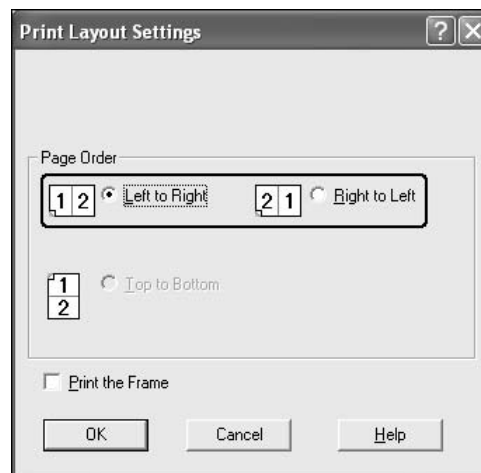 Print Layout Settings
Page Order
1 2 Left to Right 2 1 Right to Left
1
2
Top to Bottom
Print the Frame
OK Cancel Help